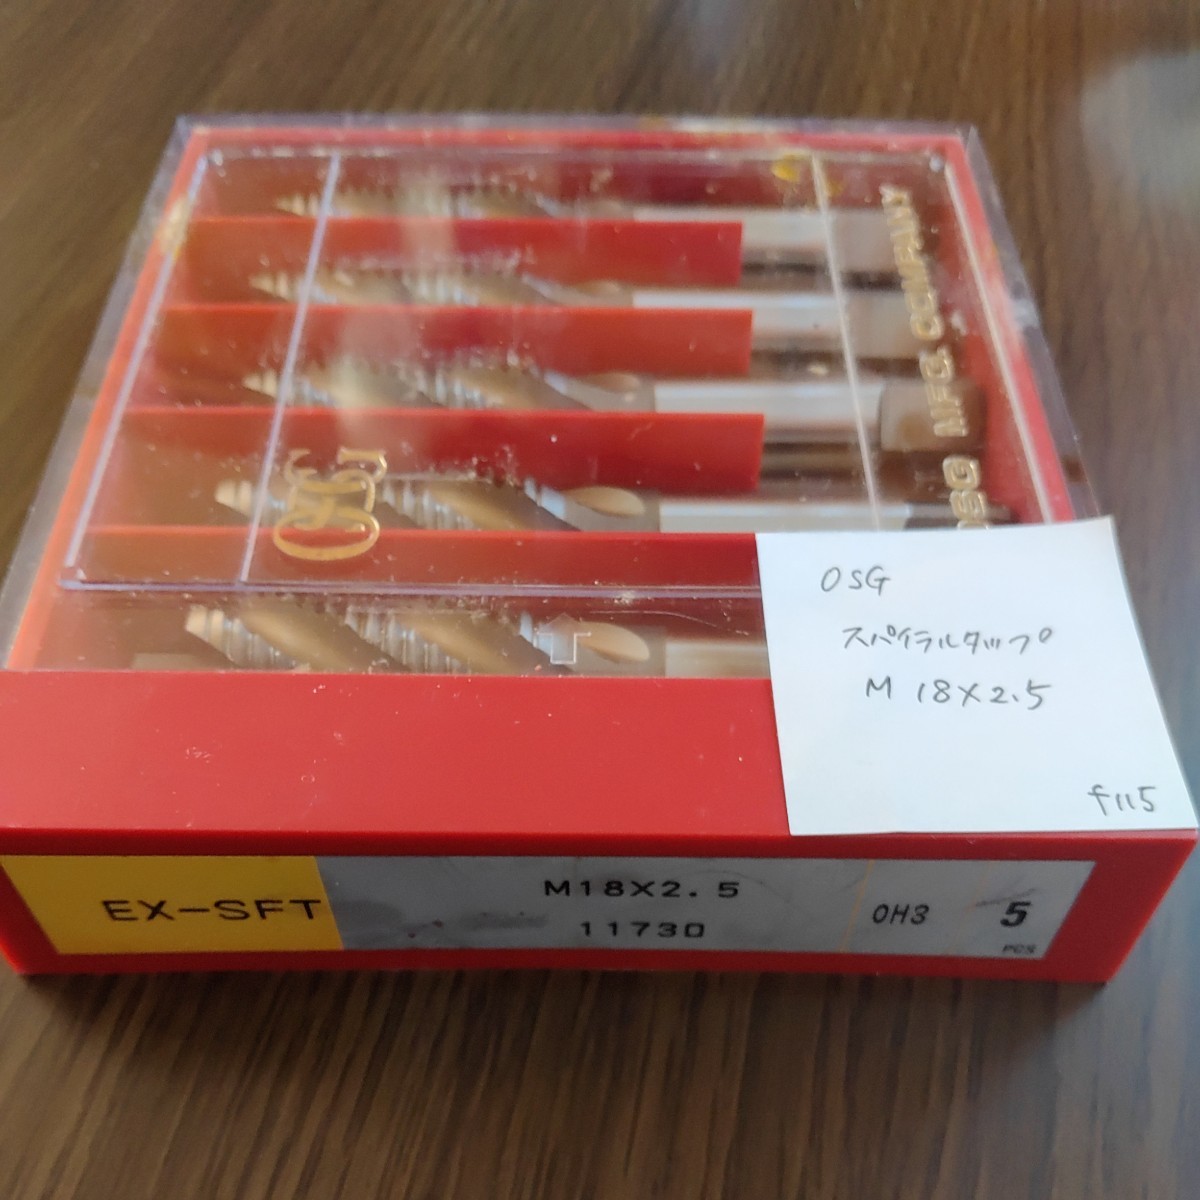 OSG
OSG MFG. COMPANY
OSG
スパイラルタップ
M 18×2.5
f115
EX-SFT
M18X2.5
11730
OH3
5
PCS